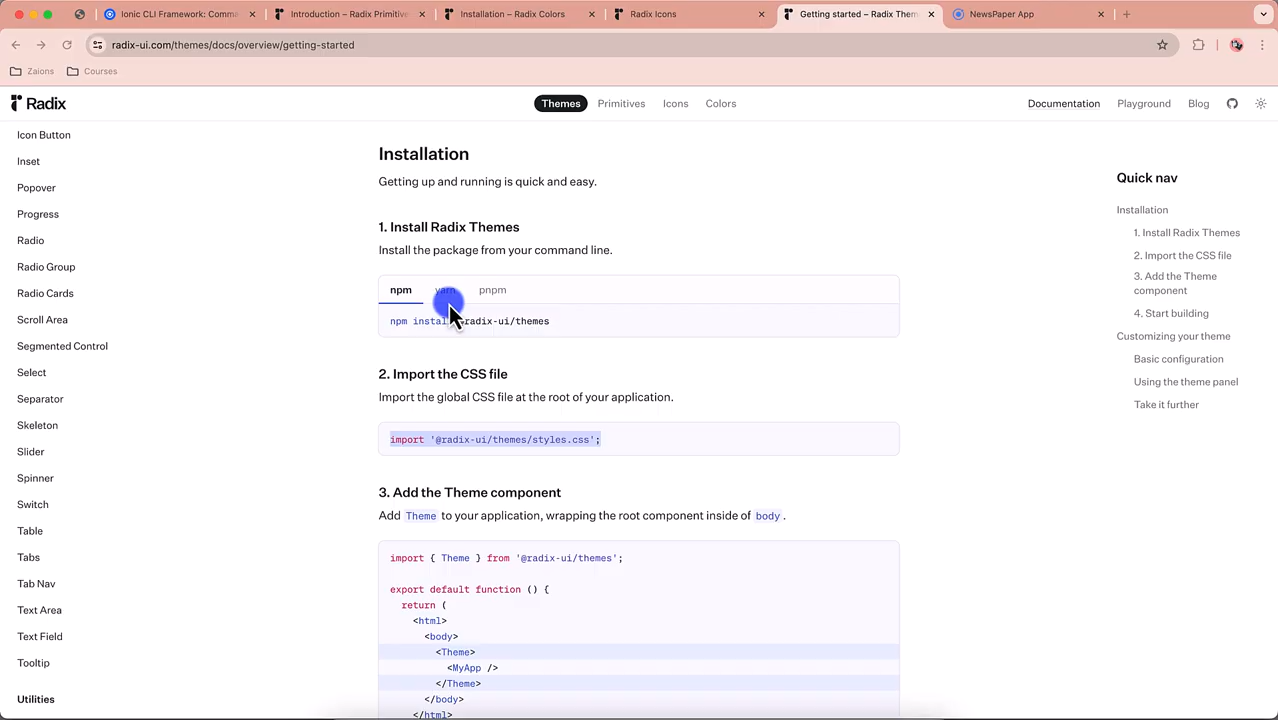 Ionic CLI Framework: Comma
Introduction – Radix Primitive
Installation – Radix Colors
Radix Icons
Getting started – Radix Them
NewsPaper App
radix-ui.com/themes/docs/overview/getting-started
Zaions
Courses
Radix
Themes
Primitives
Icons
Colors
Documentation
Playground
Blog
Icon Button
Inset
Popover
Progress
Radio
Radio Group
Radio Cards
Scroll Area
Segmented Control
Select
Separator
Skeleton
Slider
Spinner
Switch
Table
Tabs
Tab Nav
Text Area
Text Field
Tooltip
Utilities
Installation
Getting up and running is quick and easy.
1. Install Radix Themes
Install the package from your command line.
npm
yarn
pnpm
npm install @radix-ui/themes
2. Import the CSS file
Import the global CSS file at the root of your application.
import '@radix-ui/themes/styles.css';
3. Add the Theme component
Add Theme to your application, wrapping the root component inside of body .
import { Theme } from '@radix-ui/themes';
export default function () {
return (
<html>
<body>
<Theme>
<MyApp />
</Theme>
</body>
</html>
Quick nav
Installation
1. Install Radix Themes
2. Import the CSS file
3. Add the Theme
component
4. Start building
Customizing your theme
Basic configuration
Using the theme panel
Take it further